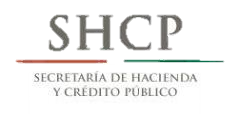 SHCP
SECRETARÍA DE HACIENDA
Y CRÉDITO PÚBLICO